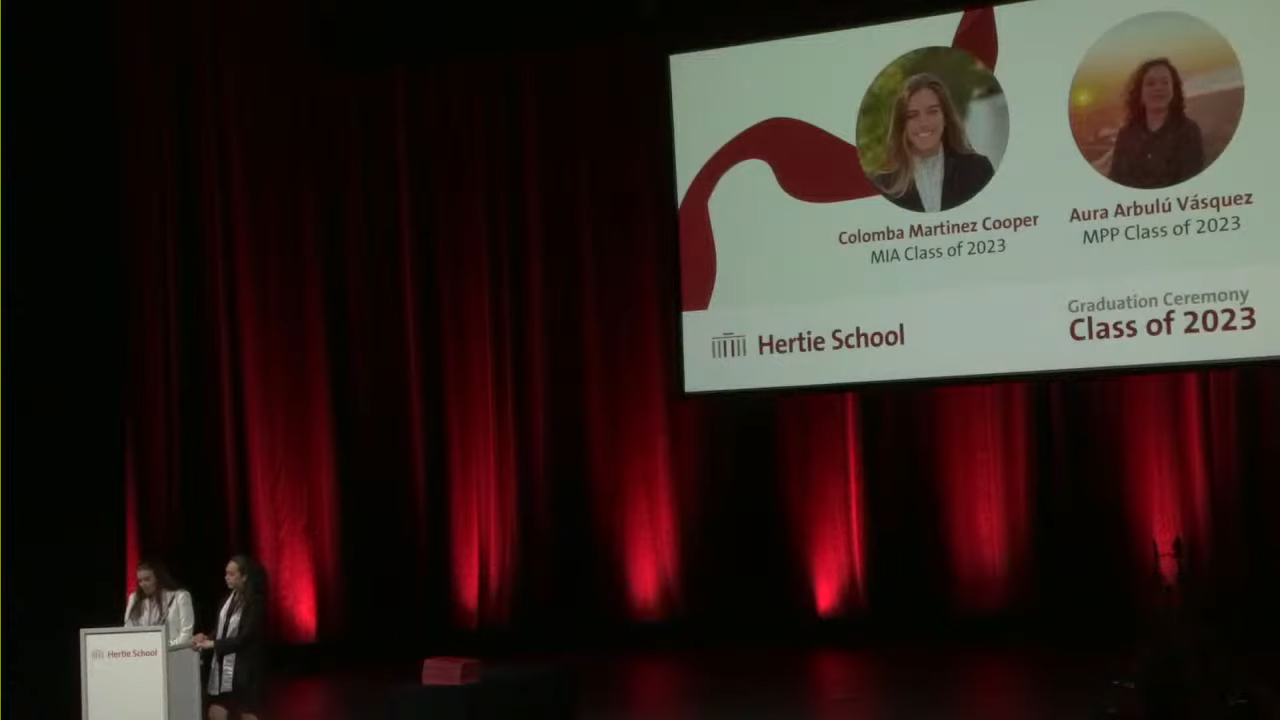 Colomba Martinez Cooper
MIA Class of 2023
Aura Arbulú Vásquez
MPP Class of 2023
Graduation Ceremony
Class of 2023
Hertie School
Hertie School